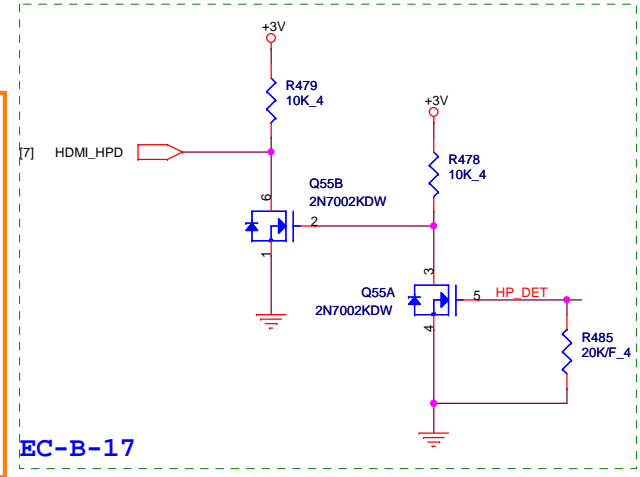 +3V
R479
10K_4
+3V
[7] HDMI_HPD
R478
10K_4
Q55B
2N7002KDW
6
2
1
3
Q55A
2N7002KDW
5
HP_DET
4
R485
20K/F_4
EC-B-17